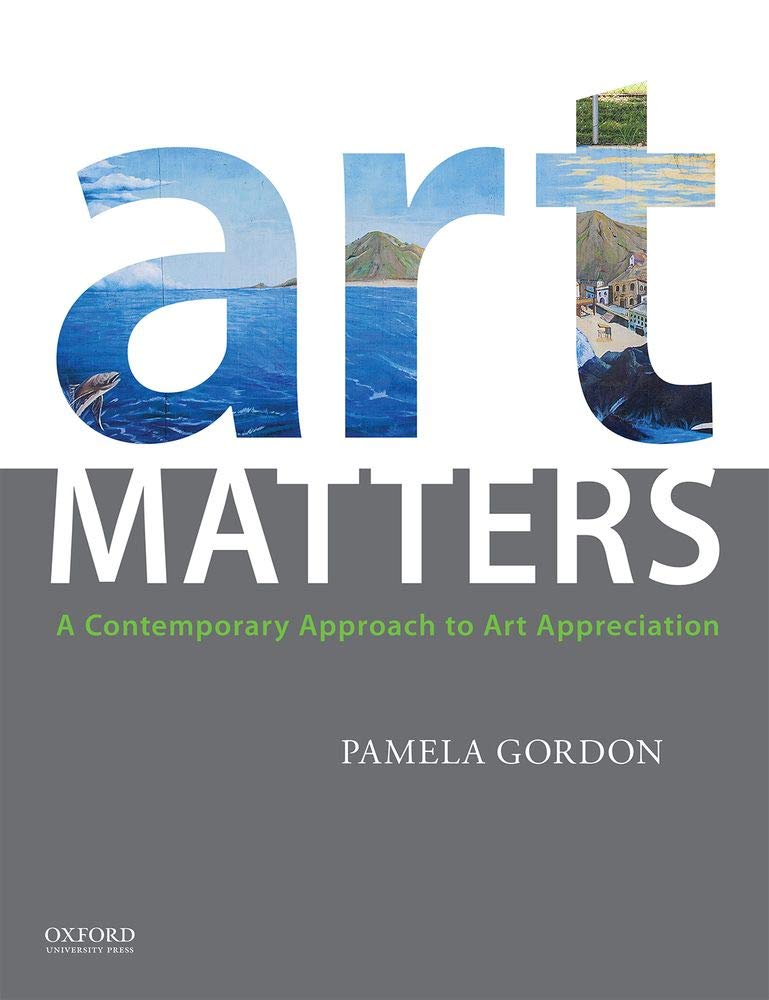 art
MATTERS
A Contemporary Approach to Art Appreciation
PAMELA GORDON
OXFORD
UNIVERSITY PRESS